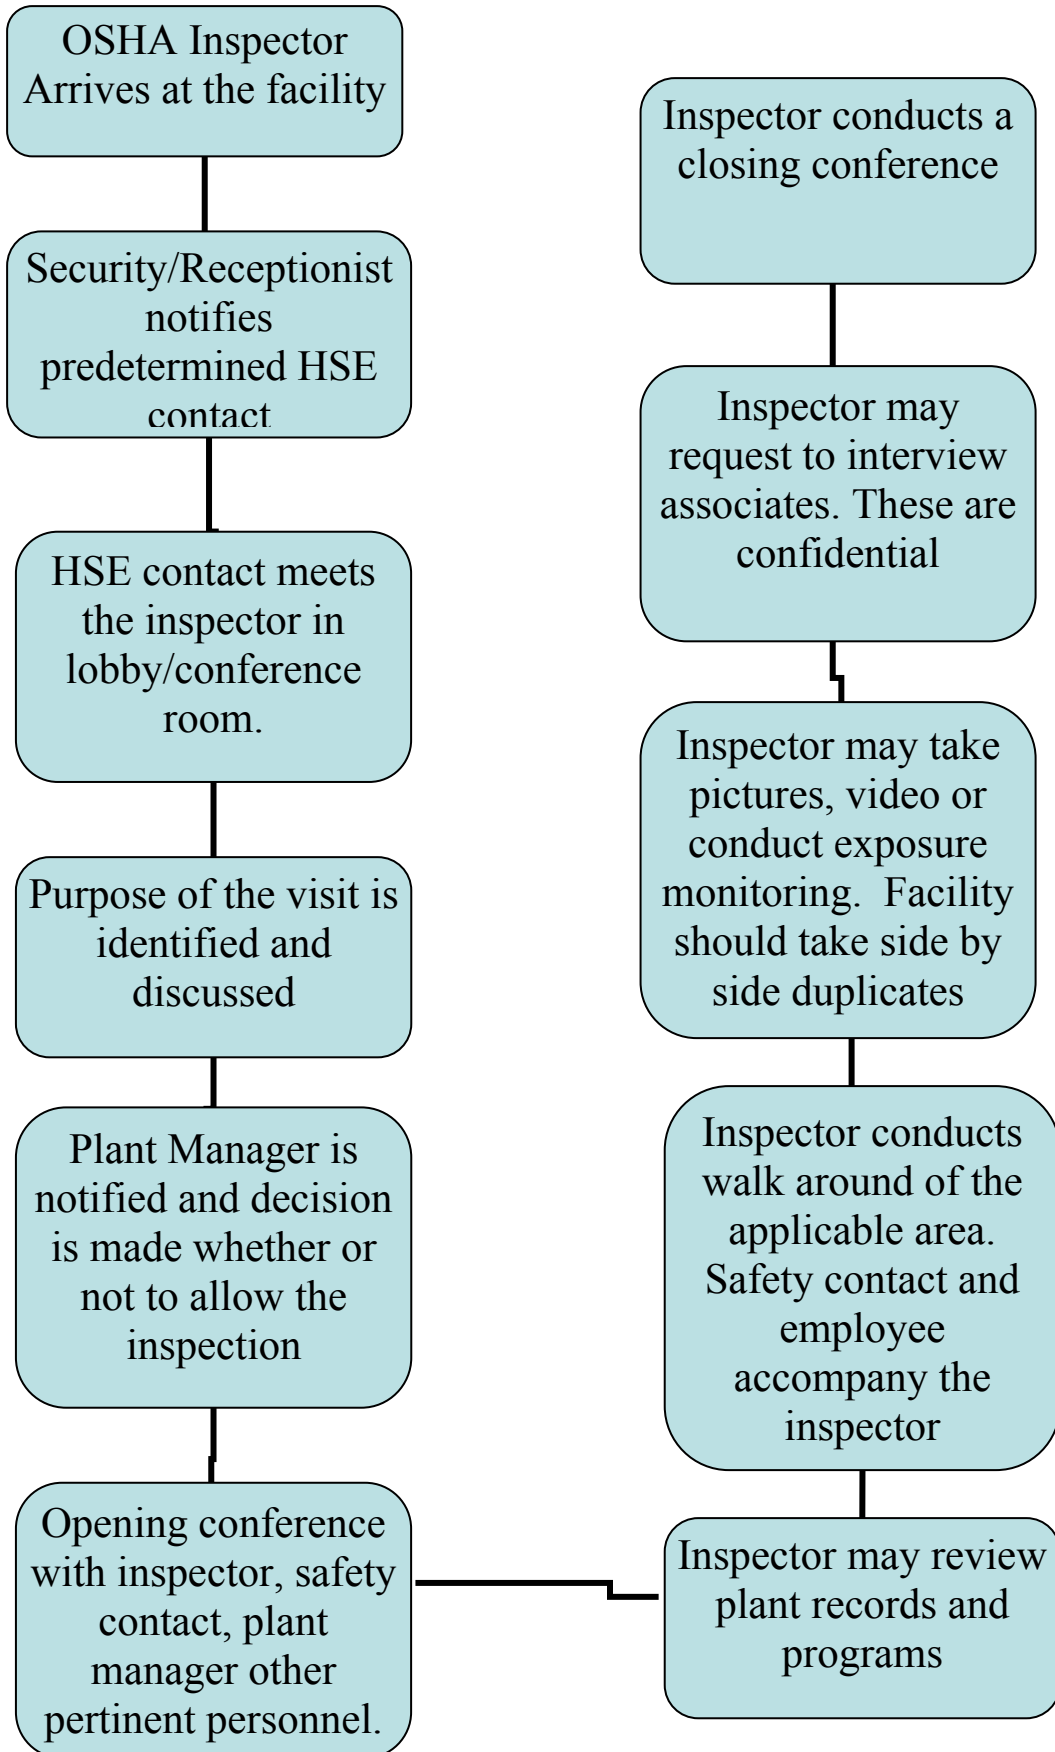 OSHA Inspector
Arrives at the facility
Security/Receptionist
notifies
predetermined HSE
contact
HSE contact meets
the inspector in
lobby/conference
room.
Purpose of the visit is
identified and
discussed
Plant Manager is
notified and decision
is made whether or
not to allow the
inspection
Opening conference
with inspector, safety
contact, plant
manager other
pertinent personnel.
Inspector may review
plant records and
programs
Inspector conducts
walk around of the
applicable area.
Safety contact and
employee
accompany the
inspector
Inspector may take
pictures, video or
conduct exposure
monitoring.  Facility
should take side by
side duplicates
Inspector may
request to interview
associates. These are
confidential
Inspector conducts a
closing conference